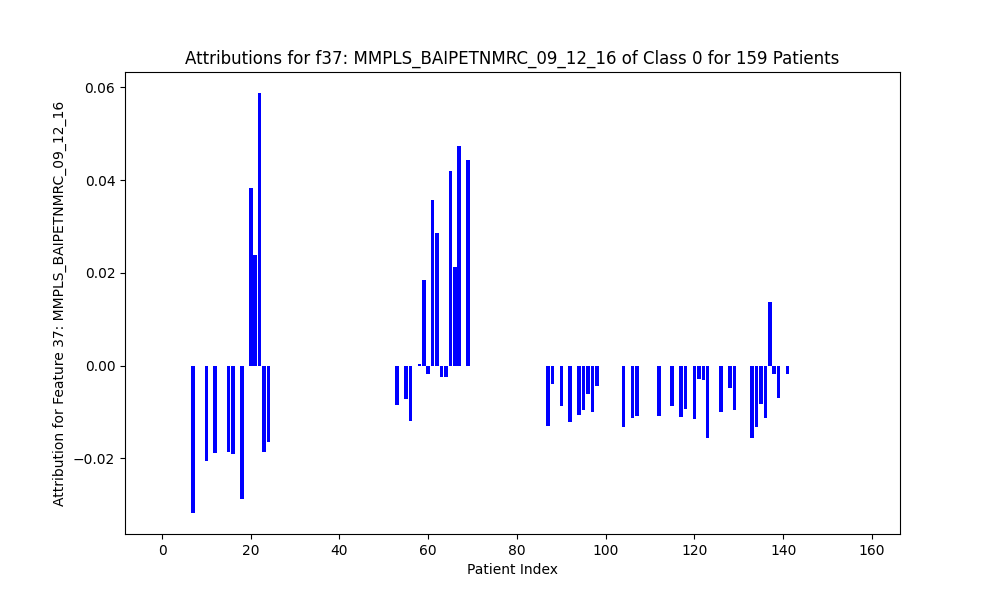 Attributions for f37: MMPLS_BAIPETNMRC_09_12_16 of Class 0 for 159 Patients
Attribution for Feature 37: MMPLS_BAIPETNMRC_09_12_16
0.06
0.04
0.02
0.00
−0.02
0 20 40 60 80 100 120 140 160
Patient Index